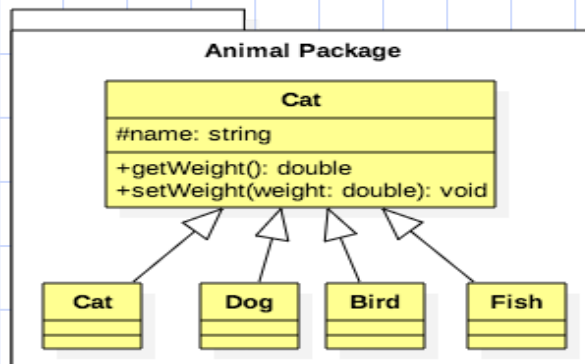 Animal Package
Cat
#name: string
+getWeight(): double
+setWeight(weight: double): void
Cat
Dog
Bird
Fish